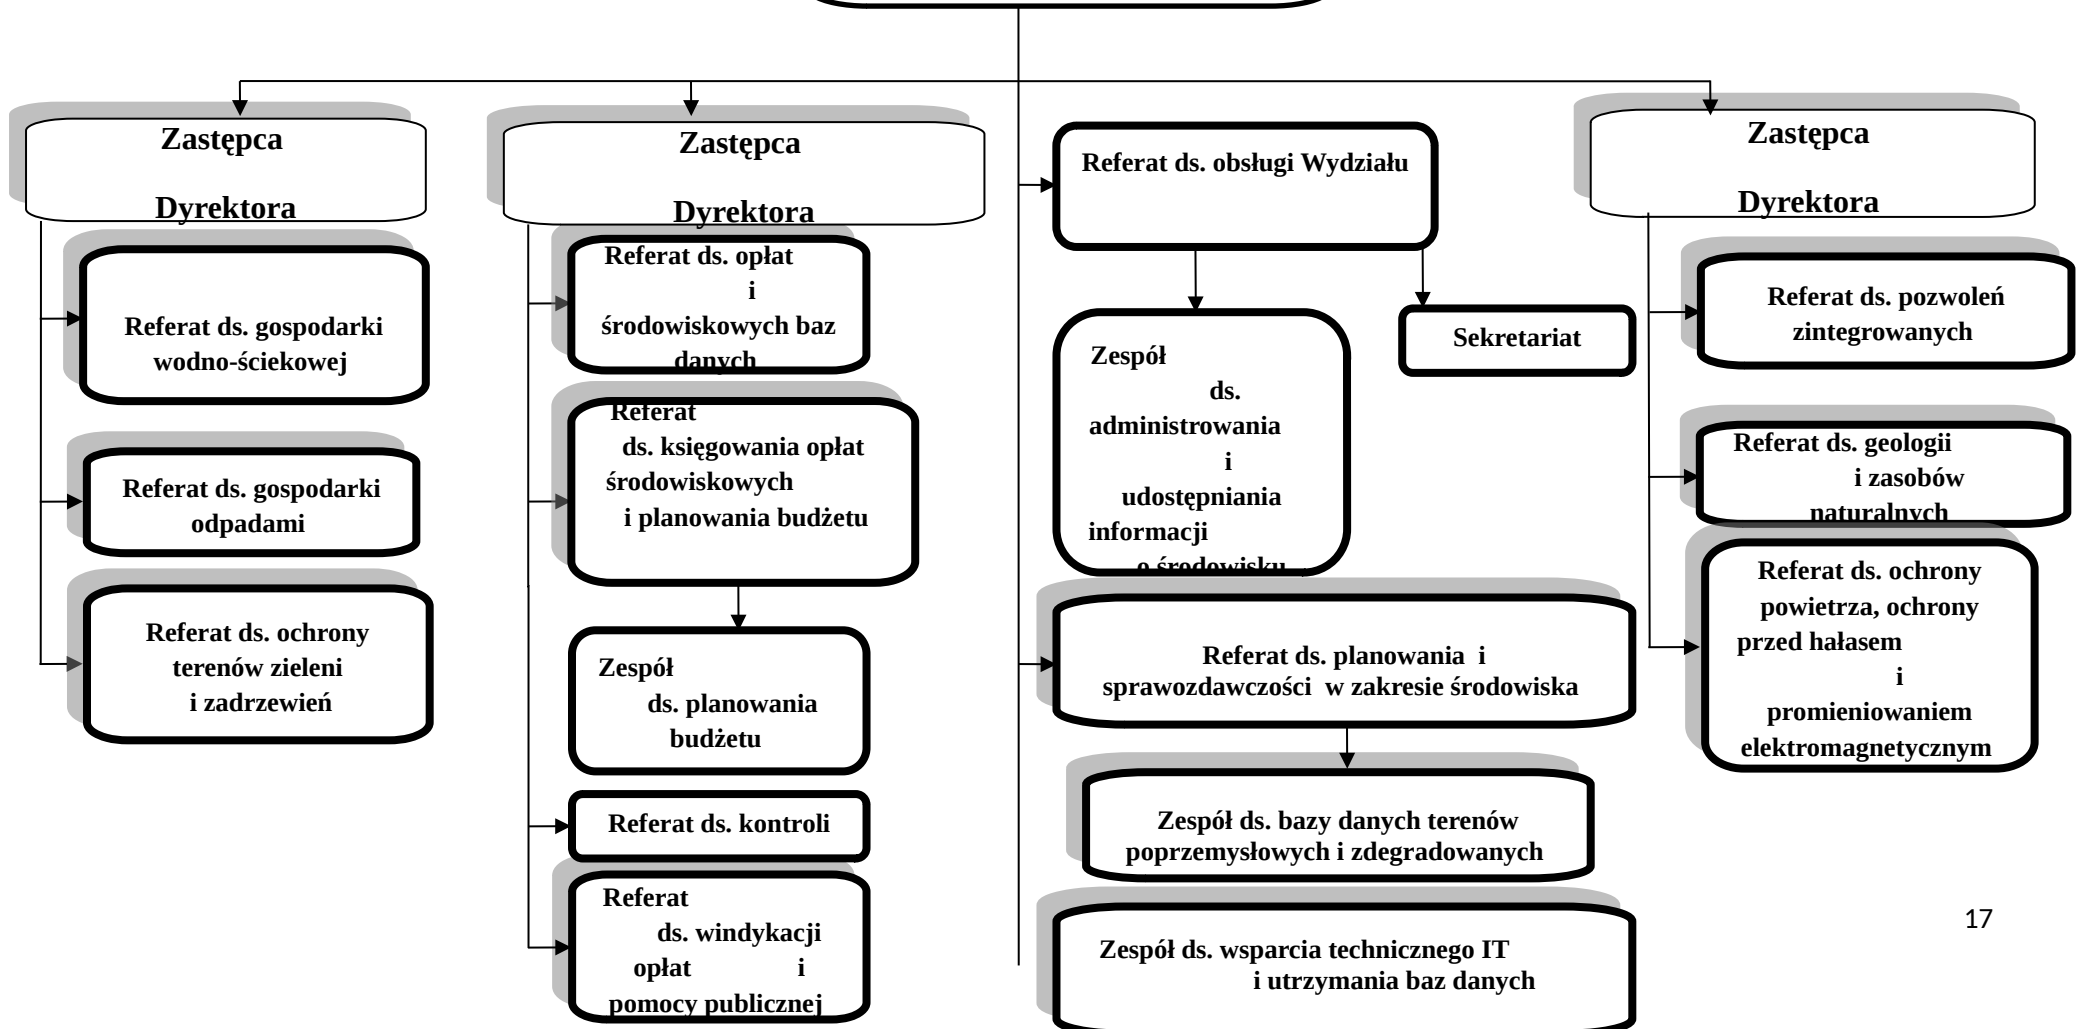 Zastępca
Dyrektora
Referat ds. gospodarki
wodno-ściekowej
Referat ds. gospodarki
odpadami
Referat ds. ochrony
terenów zieleni
i zadrzewień
Zastępca
Dyrektora
Referat ds. opłat
i
środowiskowych baz
danych
Referat
ds. księgowania opłat
środowiskowych
i planowania budżetu
Zespół
ds. planowania
budżetu
Referat ds. kontroli
Referat
ds. windykacji
opłat i
pomocy publicznej
Referat ds. obsługi Wydziału
Zespół
ds.
administrowania
i
udostępniania
informacji
o środowisku
Sekretariat
Referat ds. planowania i
sprawozdawczości w zakresie środowiska
Zespół ds. bazy danych terenów
poprzemysłowych i zdegradowanych
Zespół ds. wsparcia technicznego IT
i utrzymania baz danych
Zastępca
Dyrektora
Referat ds. pozwoleń
zintegrowanych
Referat ds. geologii
i zasobów
naturalnych
Referat ds. ochrony
powietrza, ochrony
przed hałasem
i
promieniowaniem
elektromagnetycznym
17